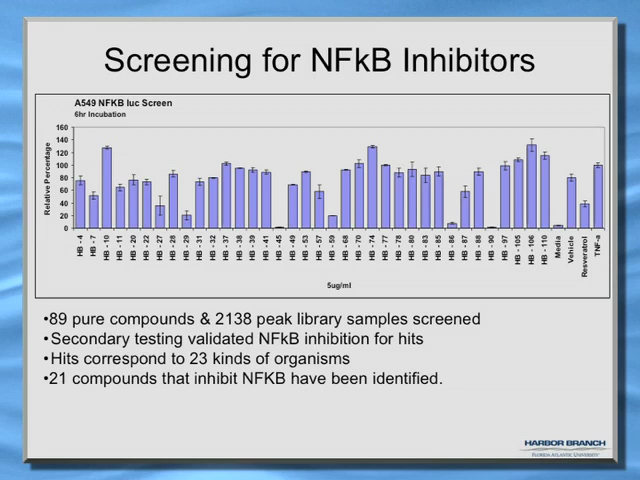 Screening for NFkB Inhibitors
A549 NFKB luc Screen
6hr Incubation
Relative Percentage
160
140
120
100
80
60
40
20
0
HB - 4
HB - 7
HB - 10
HB - 11
HB - 20
HB - 22
HB - 27
HB - 28
HB - 29
HB - 31
HB - 32
HB - 37
HB - 38
HB - 39
HB - 41
HB - 45
HB - 49
HB - 53
HB - 57
HB - 59
HB - 68
HB - 70
HB - 74
HB - 77
HB - 78
HB - 80
HB - 83
HB - 85
HB - 86
HB - 87
HB - 88
HB - 90
HB - 97
HB - 105
HB - 106
HB - 110
Media
Vehicle
Resveratrol
TNF-a
5ug/ml
•89 pure compounds & 2138 peak library samples screened
•Secondary testing validated NFkB inhibition for hits
•Hits correspond to 23 kinds of organisms
•21 compounds that inhibit NFKB have been identified.
HARBOR BRANCH
FLORIDA ATLANTIC UNIVERSITY